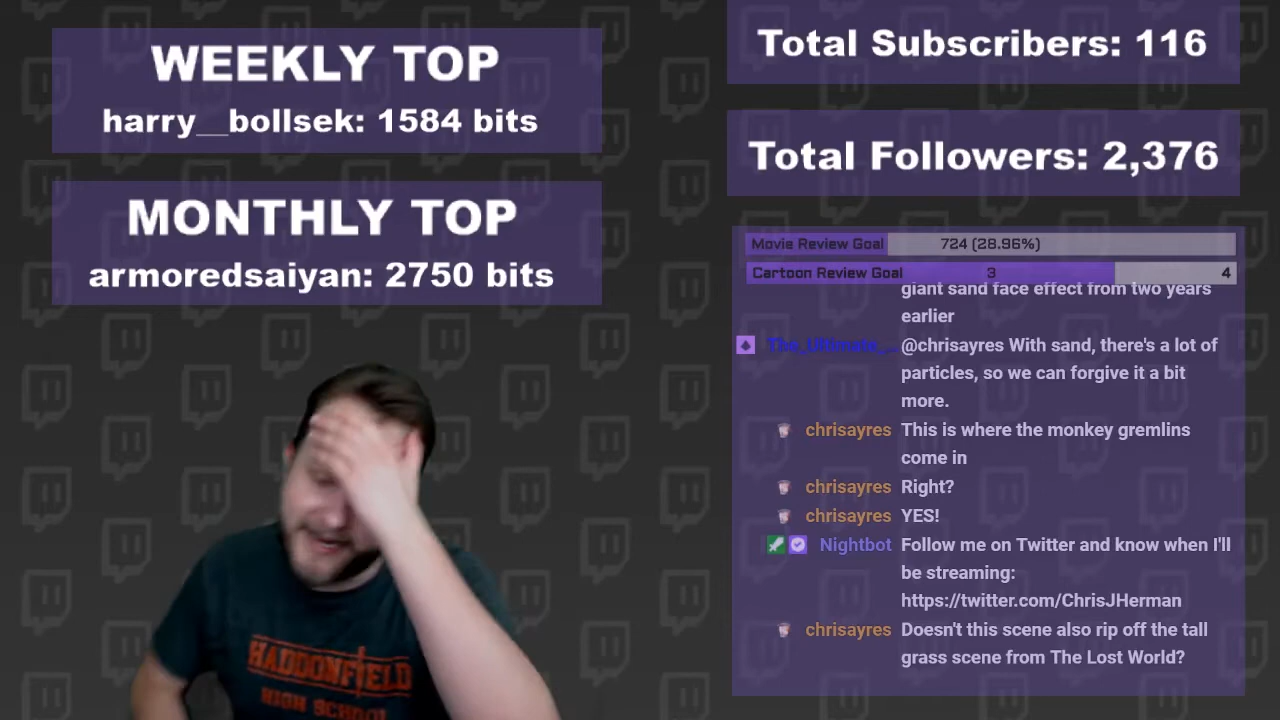 WEEKLY TOP
harry__bollsek: 1584 bits
MONTHLY TOP
armoredsaiyan: 2750 bits
Total Subscribers: 116
Total Followers: 2,376
Movie Review Goal 724 (28.96%)
Cartoon Review Goal 3 4
giant sand face effect from two years
earlier
@chrisayres With sand, there's a lot of
particles, so we can forgive it a bit
more.
chrisayres This is where the monkey gremlins
come in
chrisayres Right?
chrisayres YES!
Nightbot Follow me on Twitter and know when I'll
be streaming:
https://twitter.com/ChrisJHerman
chrisayres Doesn't this scene also rip off the tall
grass scene from The Lost World?
HADDONFIELD
HIGH SCHOOL